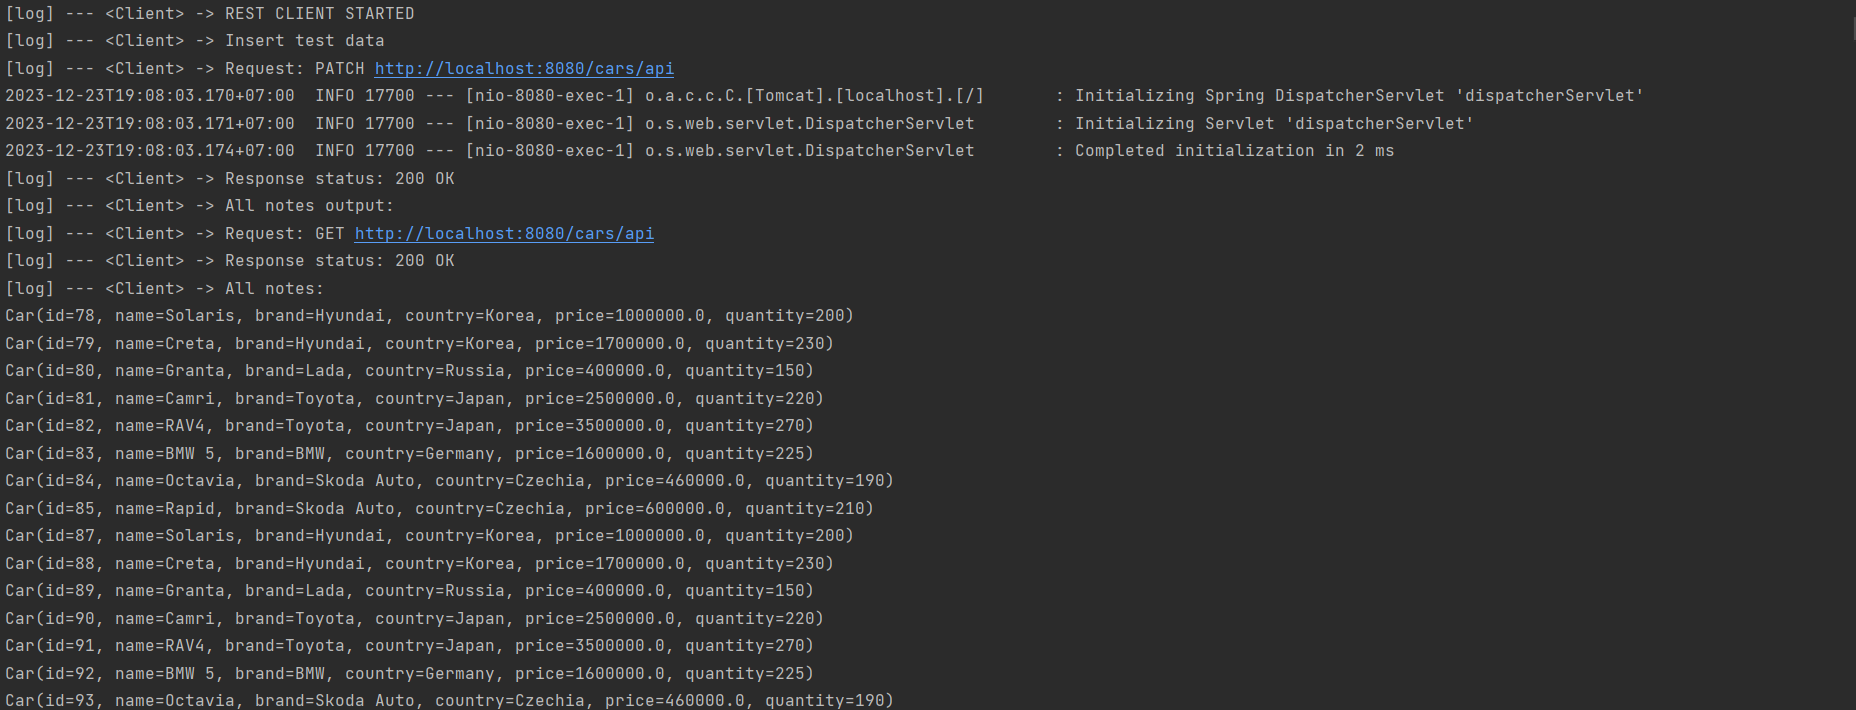 [log] --- <Client> -> REST CLIENT STARTED
[log] --- <Client> -> Insert test data
[log] --- <Client> -> Request: PATCH http://localhost:8080/cars/api
2023-12-23T19:08:03.170+07:00  INFO 17700 --- [nio-8080-exec-1] o.a.c.c.C.[Tomcat].[localhost].[/]       : Initializing Spring DispatcherServlet 'dispatcherServlet'
2023-12-23T19:08:03.171+07:00  INFO 17700 --- [nio-8080-exec-1] o.s.web.servlet.DispatcherServlet        : Initializing Servlet 'dispatcherServlet'
2023-12-23T19:08:03.174+07:00  INFO 17700 --- [nio-8080-exec-1] o.s.web.servlet.DispatcherServlet        : Completed initialization in 2 ms
[log] --- <Client> -> Response status: 200 OK
[log] --- <Client> -> All notes output:
[log] --- <Client> -> Request: GET http://localhost:8080/cars/api
[log] --- <Client> -> Response status: 200 OK
[log] --- <Client> -> All notes:
Car(id=78, name=Solaris, brand=Hyundai, country=Korea, price=1000000.0, quantity=200)
Car(id=79, name=Creta, brand=Hyundai, country=Korea, price=1700000.0, quantity=230)
Car(id=80, name=Granta, brand=Lada, country=Russia, price=400000.0, quantity=150)
Car(id=81, name=Camri, brand=Toyota, country=Japan, price=2500000.0, quantity=220)
Car(id=82, name=RAV4, brand=Toyota, country=Japan, price=3500000.0, quantity=270)
Car(id=83, name=BMW 5, brand=BMW, country=Germany, price=1600000.0, quantity=225)
Car(id=84, name=Octavia, brand=Skoda Auto, country=Czechia, price=460000.0, quantity=190)
Car(id=85, name=Rapid, brand=Skoda Auto, country=Czechia, price=600000.0, quantity=210)
Car(id=87, name=Solaris, brand=Hyundai, country=Korea, price=1000000.0, quantity=200)
Car(id=88, name=Creta, brand=Hyundai, country=Korea, price=1700000.0, quantity=230)
Car(id=89, name=Granta, brand=Lada, country=Russia, price=400000.0, quantity=150)
Car(id=90, name=Camri, brand=Toyota, country=Japan, price=2500000.0, quantity=220)
Car(id=91, name=RAV4, brand=Toyota, country=Japan, price=3500000.0, quantity=270)
Car(id=92, name=BMW 5, brand=BMW, country=Germany, price=1600000.0, quantity=225)
Car(id=93, name=Octavia, brand=Skoda Auto, country=Czechia, price=460000.0, quantity=190)